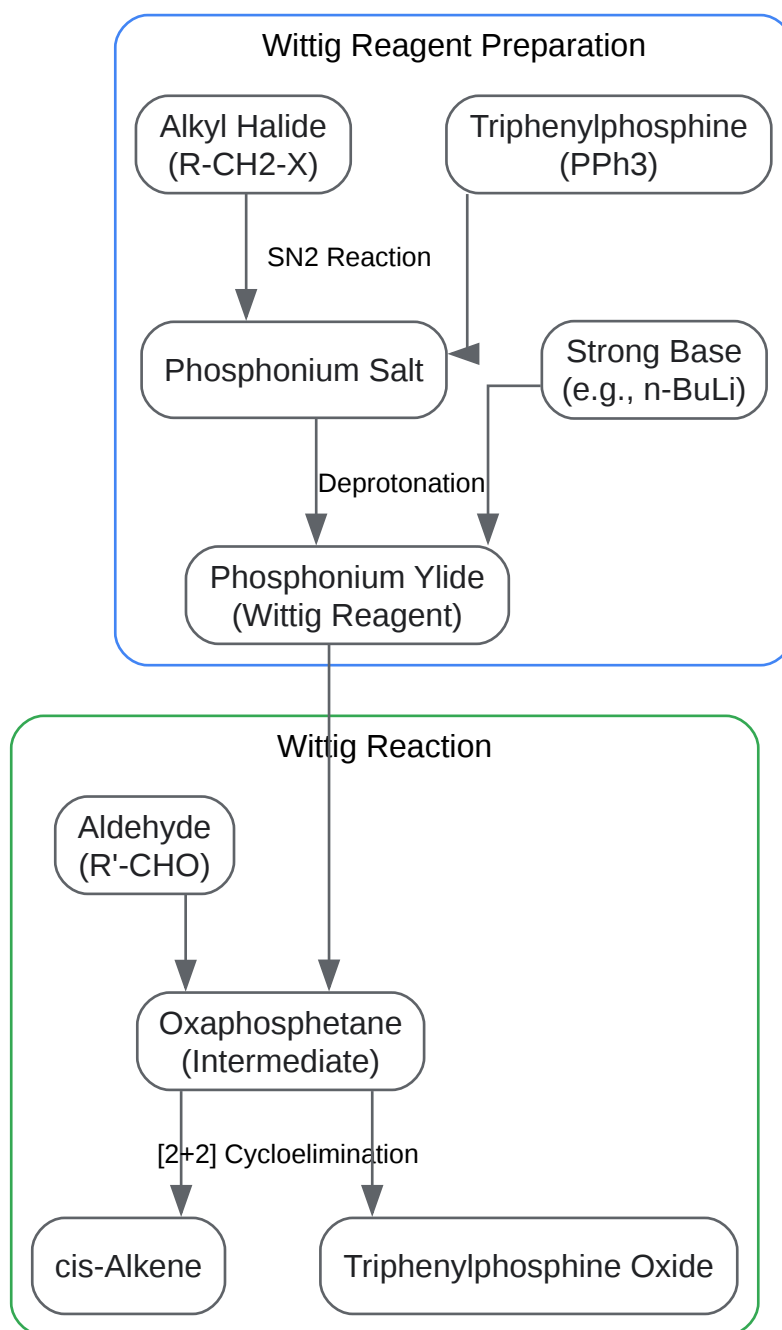 Wittig Reagent Preparation
Alkyl Halide
(R-CH2-X)
Triphenylphosphine
(PPh3)
SN2 Reaction
Phosphonium Salt
Strong Base
(e.g., n-BuLi)
Deprotonation
Phosphonium Ylide
(Wittig Reagent)
Wittig Reaction
Aldehyde
(R'-CHO)
Oxaphosphetane
(Intermediate)
[2+2] Cycloelimination
cis-Alkene
Triphenylphosphine Oxide